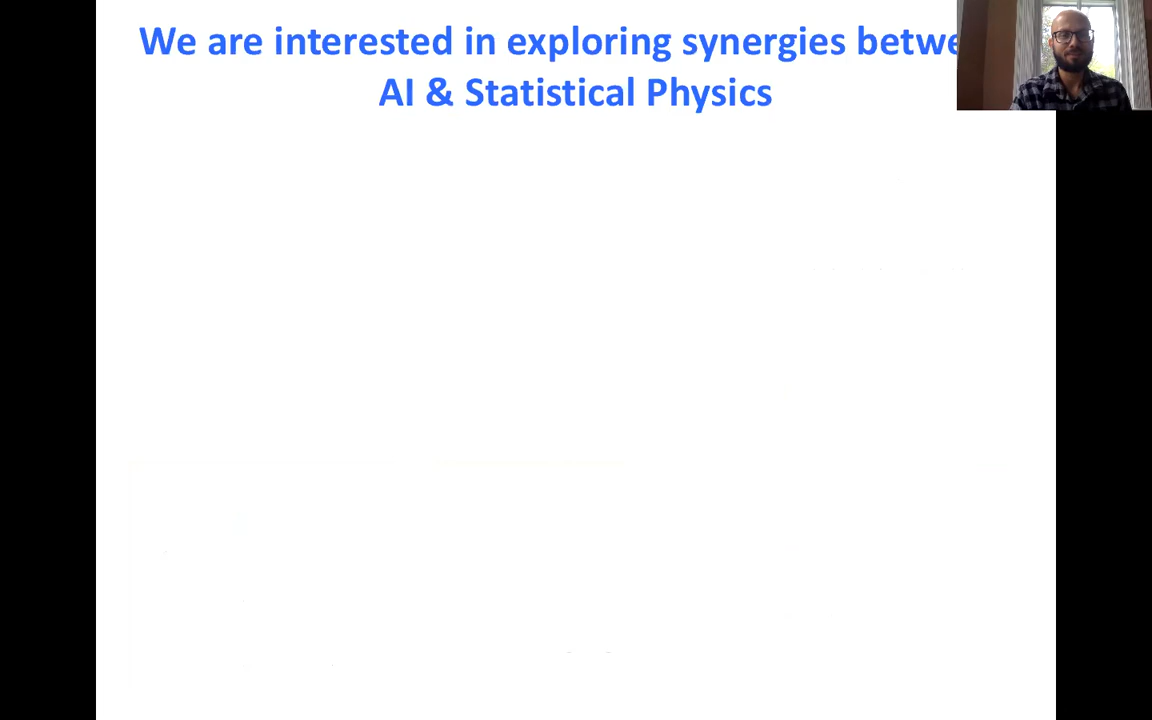 We are interested in exploring synergies betwe
AI & Statistical Physics